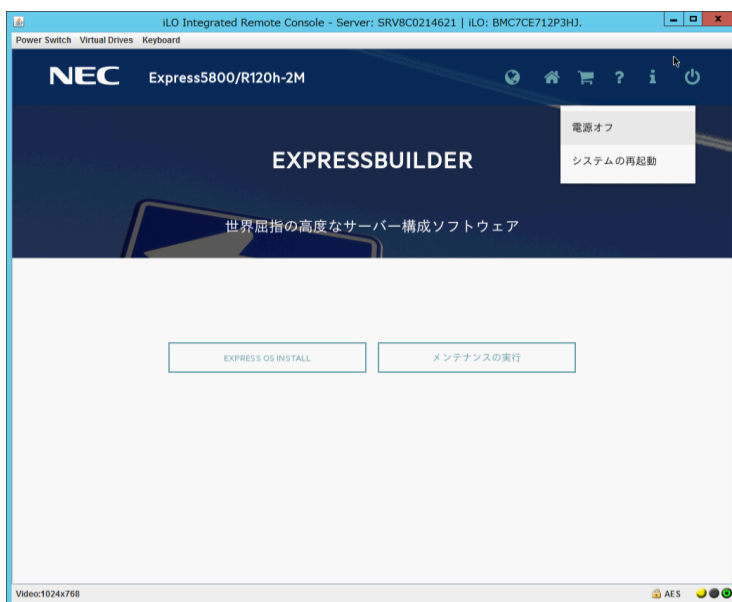 iLO Integrated Remote Console - Server: SRV8C0214621 | iLO: BMC7CE712P3HJ.
Power Switch Virtual Drives Keyboard
NEC Express5800/R120h-2M
電源オフ
システムの再起動
EXPRESSBUILDER
世界屈指の高度なサーバー構成ソフトウェア
EXPRESS OS INSTALL メンテナンスの実行
Video:1024x768 AES